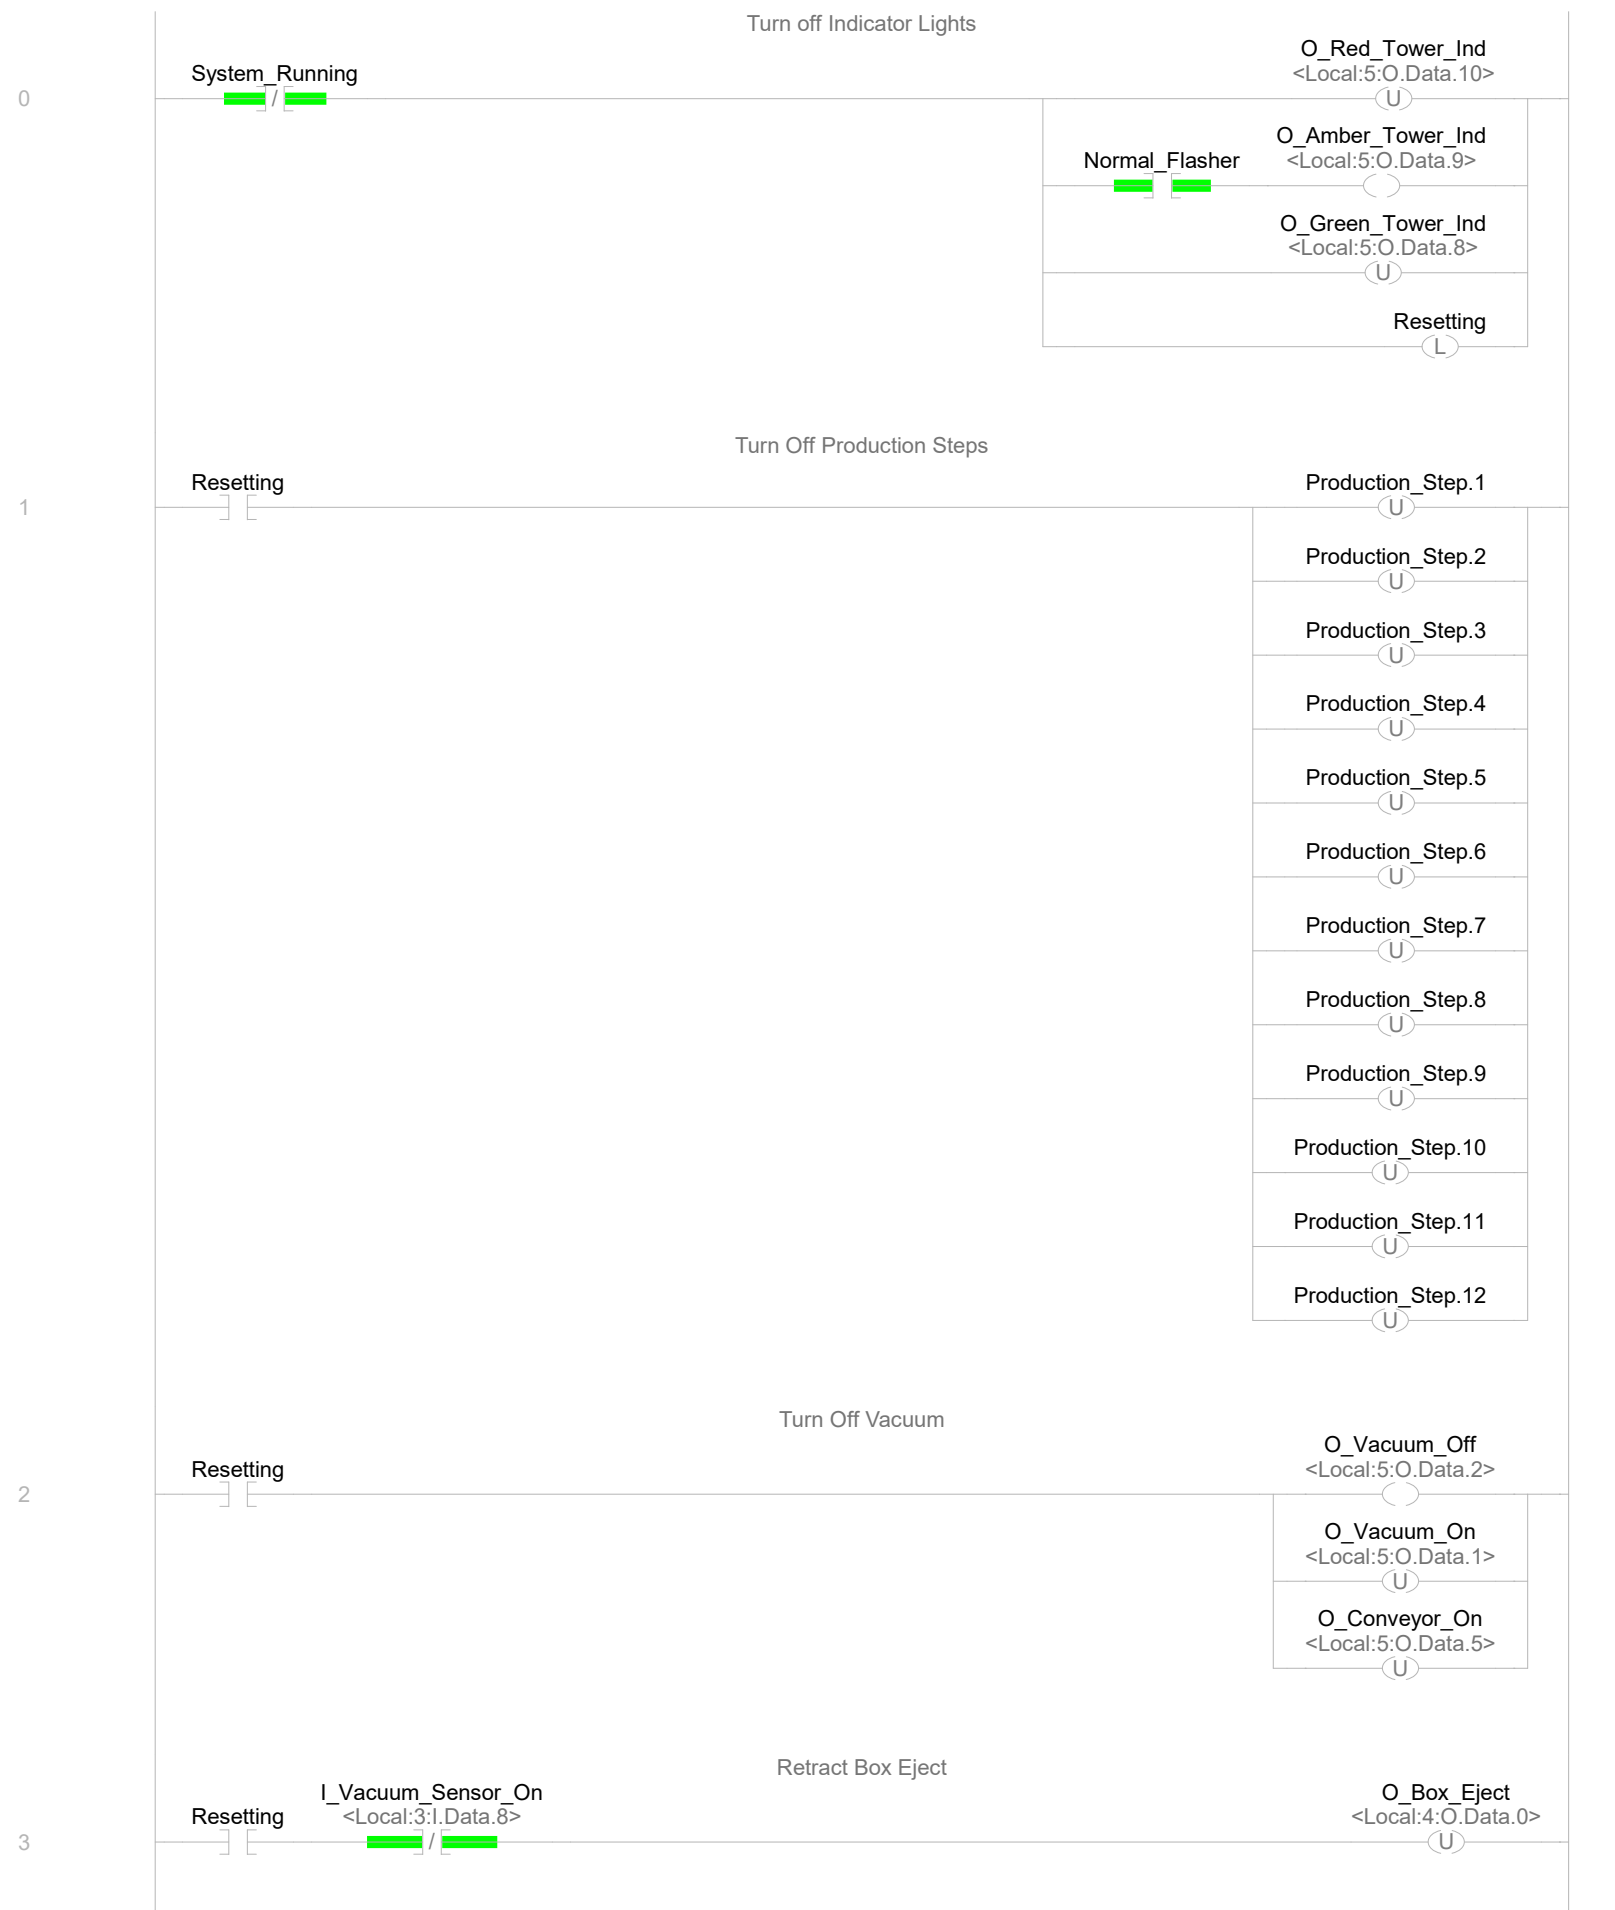 Turn off Indicator Lights
O_Red_Tower_Ind
<Local:5:O.Data.10>
System_Running
0
/
U
O_Amber_Tower_Ind
<Local:5:O.Data.9>
Normal_Flasher
O_Green_Tower_Ind
<Local:5:O.Data.8>
U
Resetting
L
Turn Off Production Steps
Resetting
Production_Step.1
1
U
Production_Step.2
U
Production_Step.3
U
Production_Step.4
U
Production_Step.5
U
Production_Step.6
U
Production_Step.7
U
Production_Step.8
U
Production_Step.9
U
Production_Step.10
U
Production_Step.11
U
Production_Step.12
U
Turn Off Vacuum
O_Vacuum_Off
<Local:5:O.Data.2>
Resetting
2
O_Vacuum_On
<Local:5:O.Data.1>
U
O_Conveyor_On
<Local:5:O.Data.5>
U
Retract Box Eject
I_Vacuum_Sensor_On
<Local:3:I.Data.8>
O_Box_Eject
<Local:4:O.Data.0>
Resetting
3
/
U